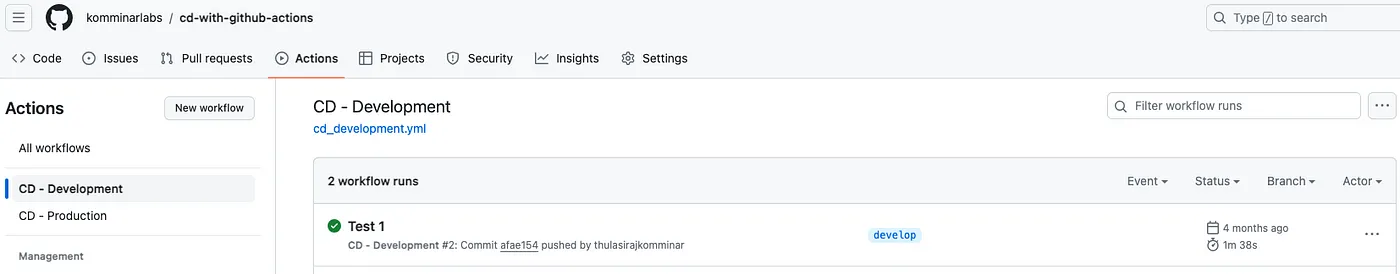 komminarlabs / cd-with-github-actions
Type / to search
Code Issues Pull requests Actions Projects Security Insights Settings
Actions New workflow
All workflows
CD - Development
CD - Production
Management
CD - Development
Filter workflow runs
cd_development.yml
2 workflow runs
Event Status Branch Actor
Test 1
CD - Development #2: Commit afae154 pushed by thulasirajkomminar
develop
4 months ago
1m 38s